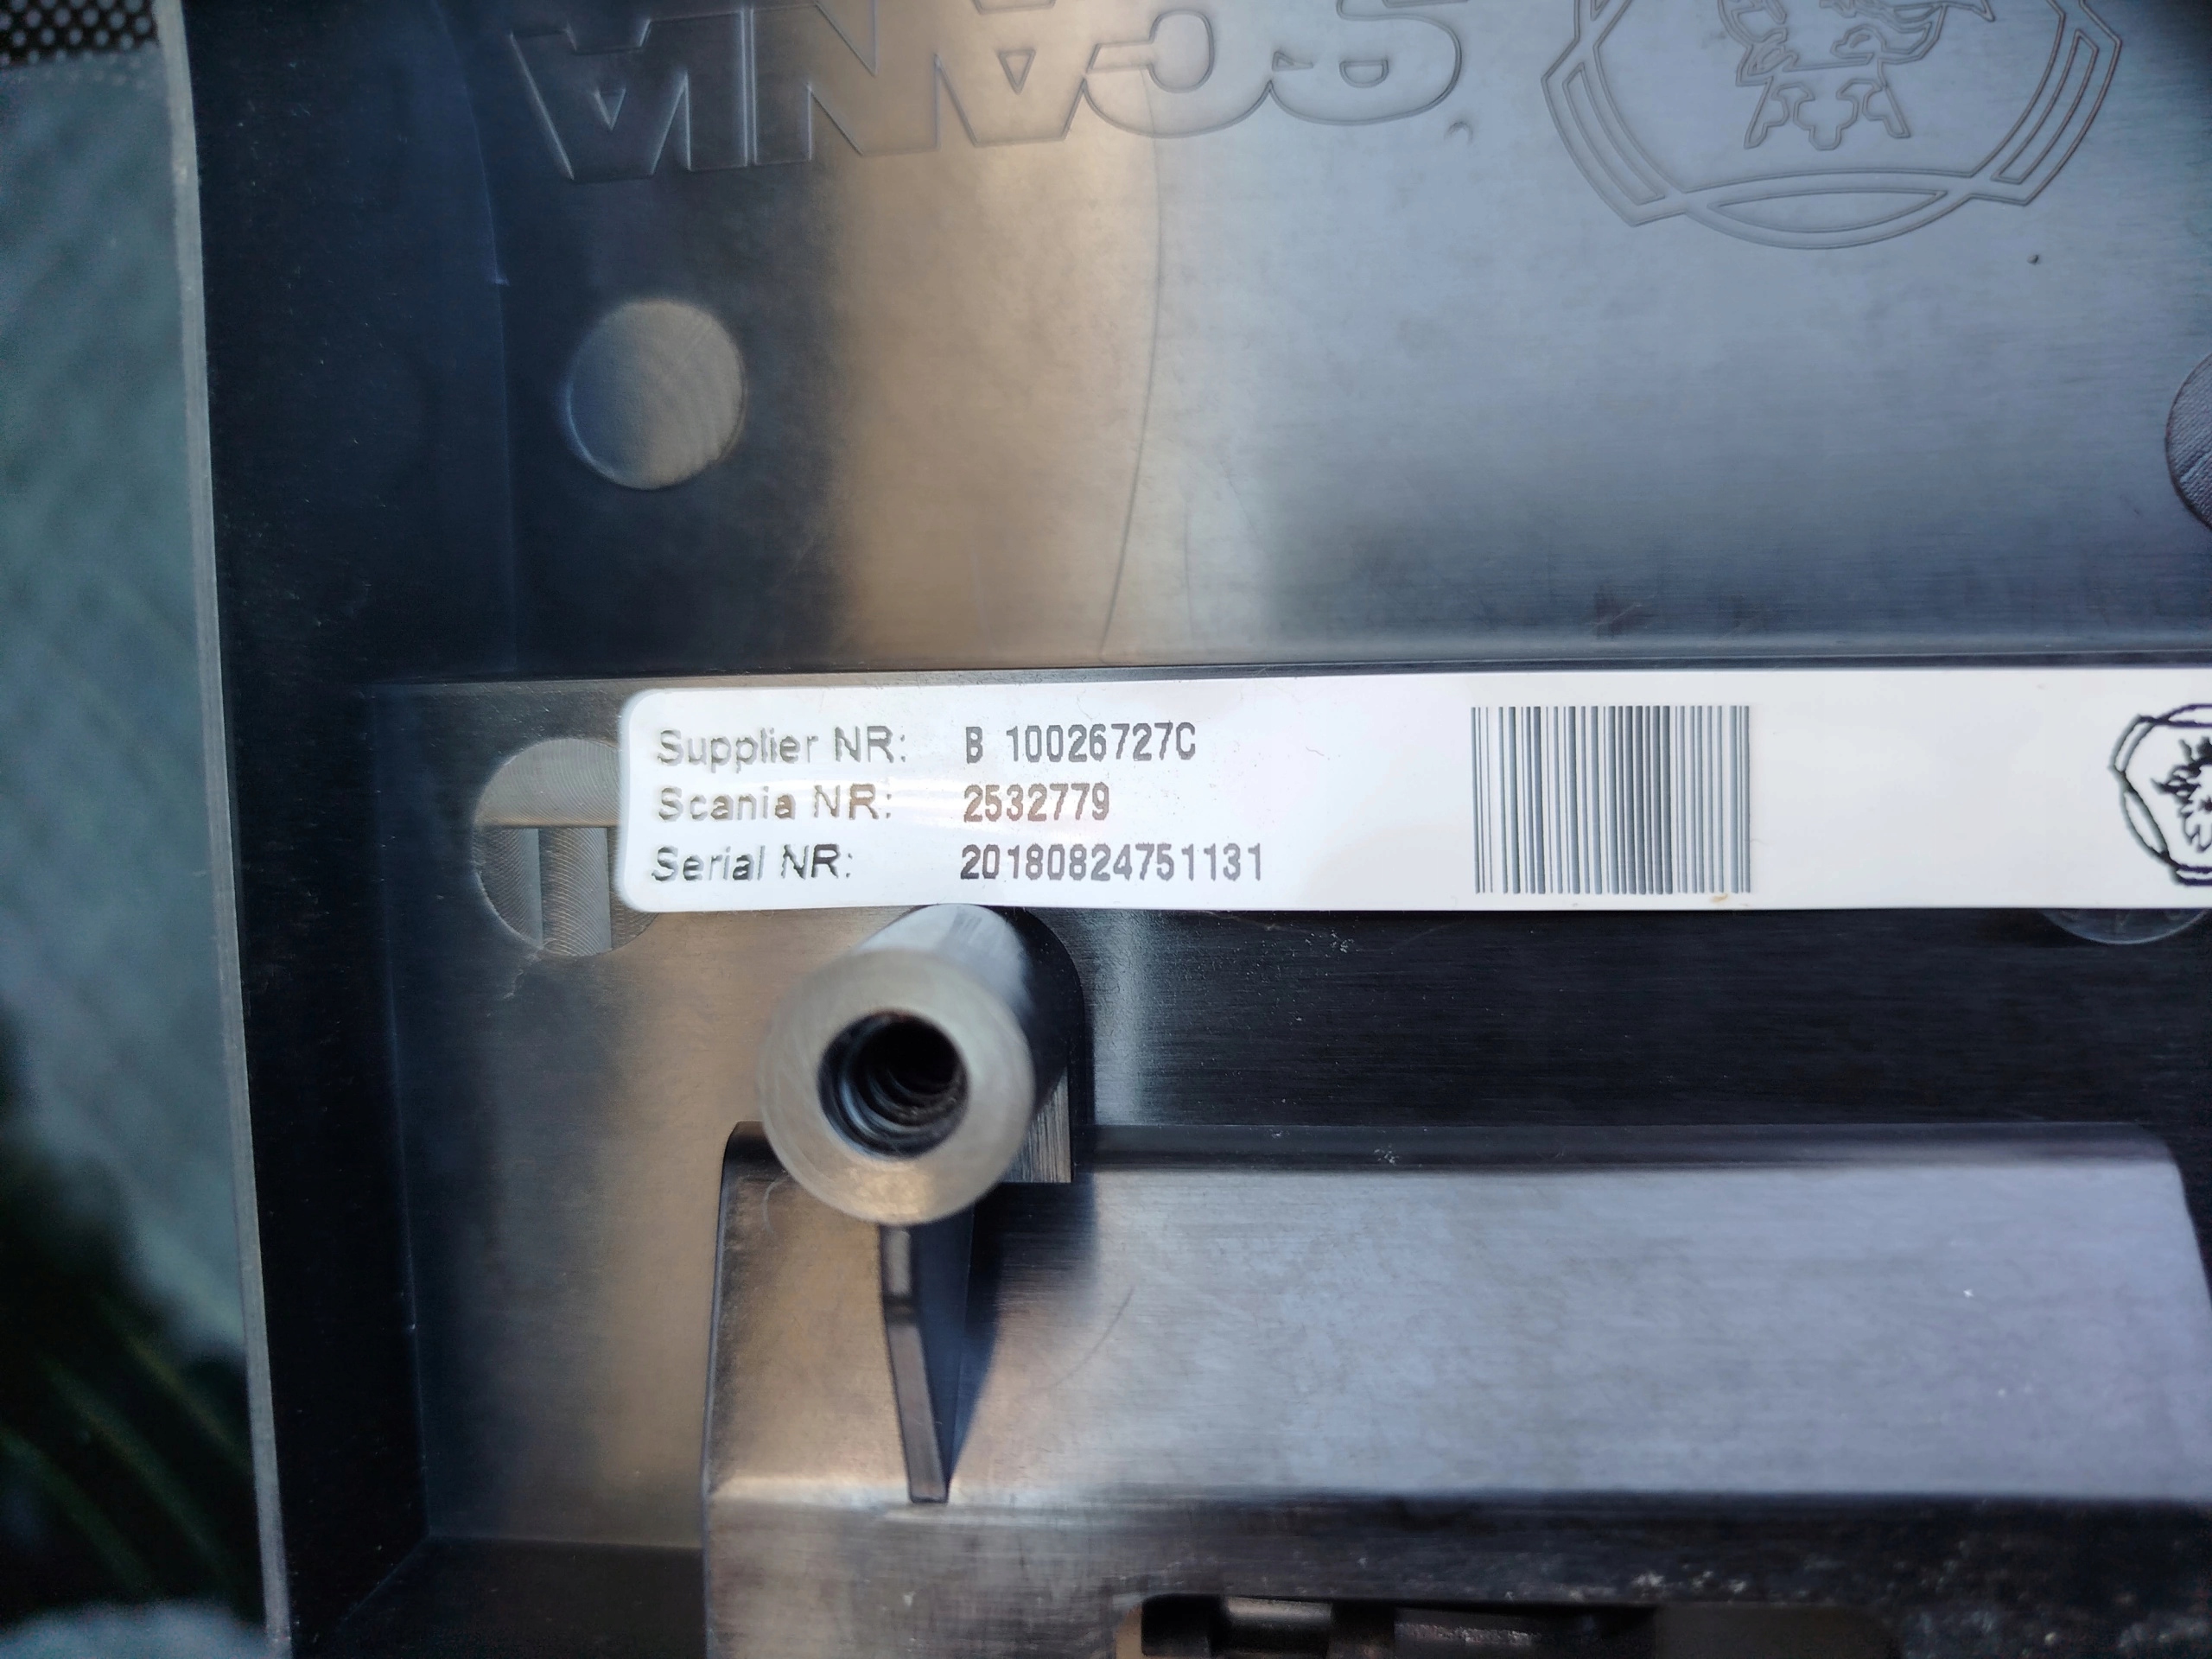 SCANIA
Supplier NR: B 10026727C
Scania NR: 2532779
Serial NR: 20180824751131